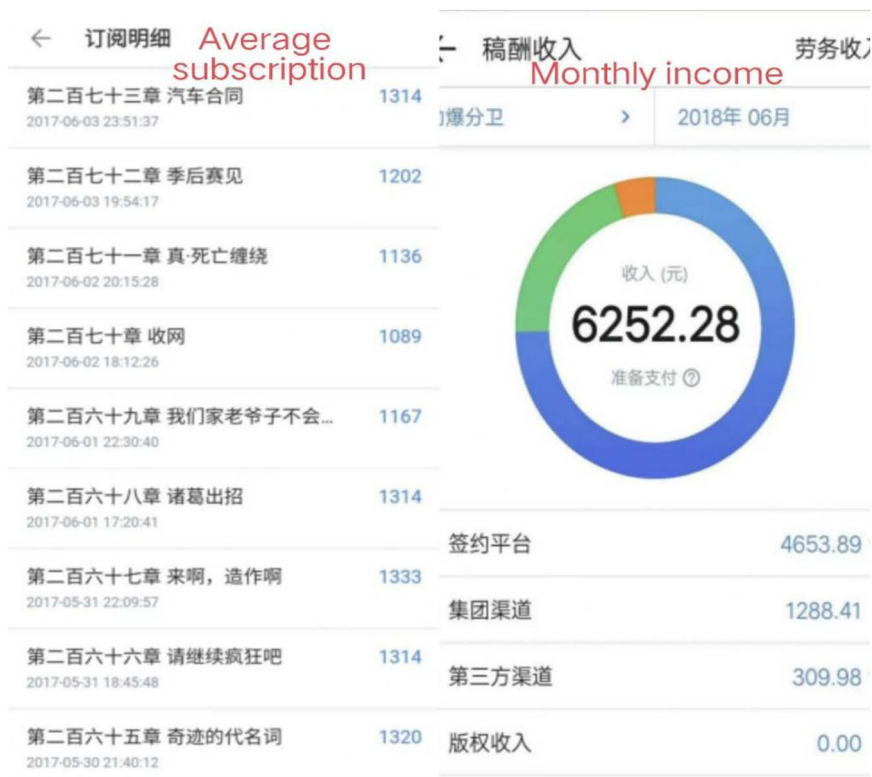 订阅明细
Average
subscription
第二百七十三章 汽车合同
1314
2017-06-03 23:51:37
第二百七十二章 季后赛见
1202
2017-06-03 19:54:17
第二百七十一章 真·死亡缠绕
1136
2017-06-02 20:15:28
第二百七十章 收网
1089
2017-06-02 18:12:26
第二百六十九章 我们家老爷子不会...
1167
2017-06-01 22:30:40
第二百六十八章 诸葛出招
1314
2017-06-01 17:20:41
第二百六十七章 来啊，造作啊
1333
2017-05-31 22:09:57
第二百六十六章 请继续疯狂吧
1314
2017-05-31 18:45:48
第二百六十五章 奇迹的代名词
1320
2017-05-30 21:40:12
稿酬收入
劳务收入
Monthly income
爆分卫
2018年 06月
收入 (元)
6252.28
准备支付
签约平台
4653.89
集团渠道
1288.41
第三方渠道
309.98
版权收入
0.00